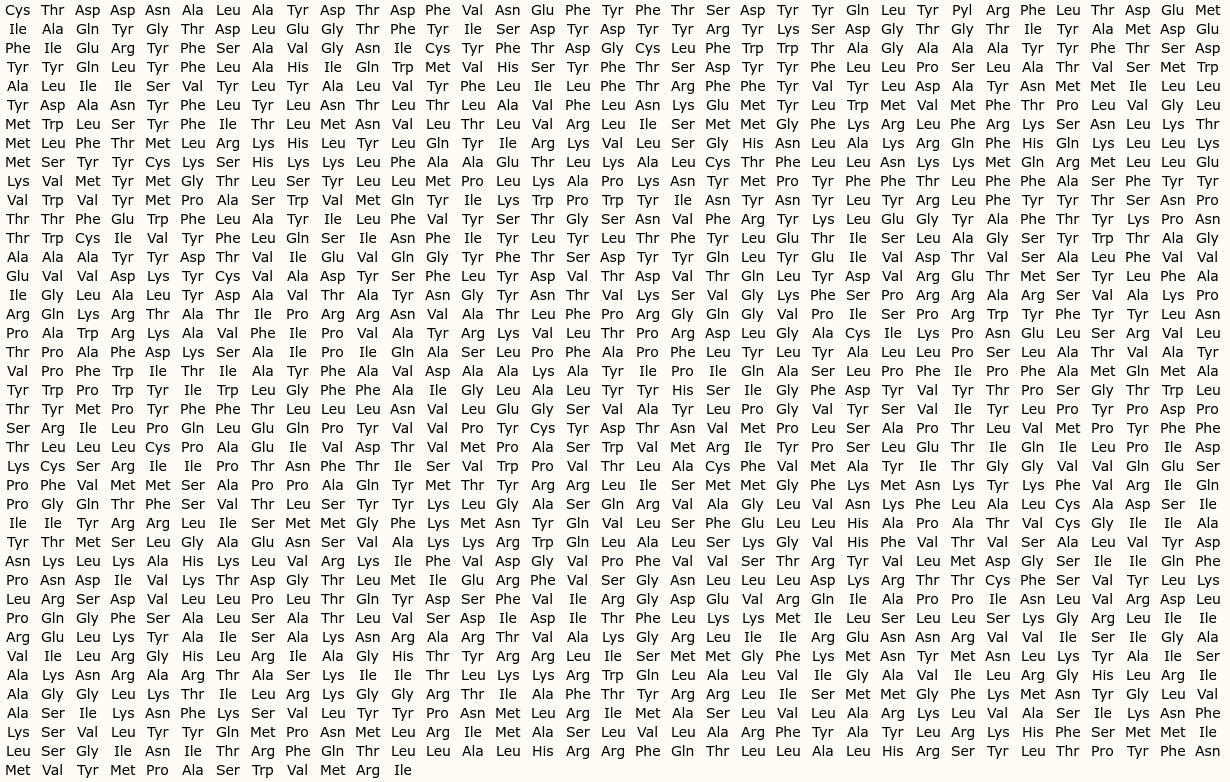 Cys Thr Asp Asp Asn Ala Leu Ala Tyr Asp Thr Asp Phe Val Asn Glu Phe Tyr Phe Thr Ser Asp Tyr Tyr Gln Leu Tyr Pyl Arg Phe Leu Thr Asp Glu Met
Ile Ala Gln Tyr Gly Thr Asp Leu Glu Gly Thr Phe Tyr Ile Ser Asp Tyr Asp Tyr Tyr Arg Tyr Lys Ser Asp Gly Thr Gly Thr Ile Tyr Ala Met Asp Glu
Phe Ile Glu Arg Tyr Phe Ser Ala Val Gly Asn Ile Cys Tyr Phe Thr Asp Gly Cys Leu Phe Trp Trp Thr Ala Gly Ala Ala Ala Tyr Tyr Phe Thr Ser Asp
Tyr Tyr Gln Leu Tyr Phe Leu Ala His Ile Gln Trp Met Val His Ser Tyr Phe Thr Ser Asp Tyr Tyr Phe Leu Leu Pro Ser Leu Ala Thr Val Ser Met Trp
Ala Leu Ile Ile Ser Val Tyr Leu Tyr Ala Leu Val Tyr Phe Leu Ile Leu Phe Thr Arg Phe Phe Tyr Val Tyr Leu Asp Ala Tyr Asn Met Met Ile Leu Leu
Tyr Asp Ala Asn Tyr Phe Leu Tyr Leu Asn Thr Leu Thr Leu Ala Val Phe Leu Asn Lys Glu Met Tyr Leu Trp Met Val Met Phe Thr Pro Leu Val Gly Leu
Met Trp Leu Ser Tyr Phe Ile Thr Leu Met Asn Val Leu Thr Leu Val Arg Leu Ile Ser Met Met Gly Phe Lys Arg Leu Phe Arg Lys Ser Asn Leu Lys Thr
Met Leu Phe Thr Met Leu Arg Lys His Leu Tyr Leu Gln Tyr Ile Arg Lys Val Leu Ser Gly His Asn Leu Ala Lys Arg Gln Phe His Gln Lys Leu Leu Lys
Met Ser Tyr Tyr Cys Lys Ser His Lys Lys Leu Phe Ala Ala Glu Thr Leu Lys Ala Leu Cys Thr Phe Leu Leu Asn Lys Lys Met Gln Arg Met Leu Leu Glu
Lys Val Met Tyr Met Gly Thr Leu Ser Tyr Leu Leu Met Pro Leu Lys Ala Pro Lys Asn Tyr Met Pro Tyr Phe Phe Thr Leu Phe Phe Ala Ser Phe Tyr Tyr
Val Trp Val Tyr Met Pro Ala Ser Trp Val Met Gln Tyr Ile Lys Trp Pro Trp Tyr Ile Asn Tyr Asn Tyr Leu Tyr Arg Leu Phe Tyr Tyr Thr Ser Asn Pro
Thr Thr Phe Glu Trp Phe Leu Ala Tyr Ile Leu Phe Val Tyr Ser Thr Gly Ser Asn Val Phe Arg Tyr Lys Leu Glu Gly Tyr Ala Phe Thr Tyr Lys Pro Asn
Thr Trp Cys Ile Val Tyr Phe Leu Gln Ser Ile Asn Phe Ile Tyr Leu Tyr Leu Thr Phe Tyr Leu Glu Thr Ile Ser Leu Ala Gly Ser Tyr Trp Thr Ala Gly
Ala Ala Ala Tyr Tyr Asp Thr Val Ile Glu Val Gln Gly Tyr Phe Thr Ser Asp Tyr Tyr Gln Leu Tyr Glu Ile Val Asp Thr Val Ser Ala Leu Phe Val Val
Glu Val Val Asp Lys Tyr Cys Val Ala Asp Tyr Ser Phe Leu Tyr Asp Val Thr Asp Val Thr Gln Leu Tyr Asp Val Arg Glu Thr Met Ser Tyr Leu Phe Ala
Ile Gly Leu Ala Leu Tyr Asp Ala Val Thr Ala Tyr Asn Gly Tyr Asn Thr Val Lys Ser Val Gly Lys Phe Ser Pro Arg Arg Ala Arg Ser Val Ala Lys Pro
Arg Gln Lys Arg Thr Ala Thr Ile Pro Arg Arg Asn Val Ala Thr Leu Phe Pro Arg Gly Gln Gly Val Pro Ile Ser Pro Arg Trp Tyr Phe Tyr Tyr Leu Asn
Pro Ala Trp Arg Lys Ala Val Phe Ile Pro Val Ala Tyr Arg Lys Val Leu Thr Pro Arg Asp Leu Gly Ala Cys Ile Lys Pro Asn Glu Leu Ser Arg Val Leu
Thr Pro Ala Phe Asp Lys Ser Ala Ile Pro Ile Gln Ala Ser Leu Pro Phe Ala Pro Phe Leu Tyr Leu Tyr Ala Leu Leu Pro Ser Leu Ala Thr Val Ala Tyr
Val Pro Phe Trp Ile Thr Ile Ala Tyr Phe Ala Val Asp Ala Ala Lys Ala Tyr Ile Pro Ile Gln Ala Ser Leu Pro Phe Ile Pro Phe Ala Met Gln Met Ala
Tyr Trp Pro Trp Tyr Ile Trp Leu Gly Phe Phe Ala Ile Gly Leu Ala Leu Tyr Tyr His Ser Ile Gly Phe Asp Tyr Val Tyr Thr Pro Ser Gly Thr Trp Leu
Thr Tyr Met Pro Tyr Phe Phe Thr Leu Leu Leu Asn Val Leu Glu Gly Ser Val Ala Tyr Leu Pro Gly Val Tyr Ser Val Ile Tyr Leu Pro Tyr Pro Asp Pro
Ser Arg Ile Leu Pro Gln Leu Glu Gln Pro Tyr Val Val Pro Tyr Cys Tyr Asp Thr Asn Val Met Pro Leu Ser Ala Pro Thr Leu Val Met Pro Tyr Phe Phe
Thr Leu Leu Leu Cys Pro Ala Glu Ile Val Asp Thr Val Met Pro Ala Ser Trp Val Met Arg Ile Tyr Pro Ser Leu Glu Thr Ile Gln Ile Leu Pro Ile Asp
Lys Cys Ser Arg Ile Ile Pro Thr Asn Phe Thr Ile Ser Val Trp Pro Val Thr Leu Ala Cys Phe Val Met Ala Tyr Ile Thr Gly Gly Val Val Gln Glu Ser
Pro Phe Val Met Met Ser Ala Pro Pro Ala Gln Tyr Met Thr Tyr Arg Arg Leu Ile Ser Met Met Gly Phe Lys Met Asn Lys Tyr Lys Phe Val Arg Ile Gln
Pro Gly Gln Thr Phe Ser Val Thr Leu Ser Tyr Tyr Lys Leu Gly Ala Ser Gln Arg Val Ala Gly Leu Val Asn Lys Phe Leu Ala Leu Cys Ala Asp Ser Ile
Ile Ile Tyr Arg Arg Leu Ile Ser Met Met Gly Phe Lys Met Asn Tyr Gln Val Leu Ser Phe Glu Leu Leu His Ala Pro Ala Thr Val Cys Gly Ile Ile Ala
Tyr Thr Met Ser Leu Gly Ala Glu Asn Ser Val Ala Lys Lys Arg Trp Gln Leu Ala Leu Ser Lys Gly Val His Phe Val Thr Val Ser Ala Leu Val Tyr Asp
Asn Lys Leu Lys Ala His Lys Leu Val Arg Lys Ile Phe Val Asp Gly Val Pro Phe Val Val Ser Thr Arg Tyr Val Leu Met Asp Gly Ser Ile Ile Gln Phe
Pro Asn Asp Ile Val Lys Thr Asp Gly Thr Leu Met Ile Glu Arg Phe Val Ser Gly Asn Leu Leu Leu Asp Lys Arg Thr Thr Cys Phe Ser Val Tyr Leu Lys
Leu Arg Ser Asp Val Leu Leu Pro Leu Thr Gln Tyr Asp Ser Phe Val Ile Arg Gly Asp Glu Val Arg Gln Ile Ala Pro Pro Ile Asn Leu Val Arg Asp Leu
Pro Gln Gly Phe Ser Ala Leu Ser Ala Thr Leu Val Ser Asp Ile Asp Ile Thr Phe Leu Lys Lys Met Ile Leu Ser Leu Leu Ser Lys Gly Arg Leu Ile Ile
Arg Glu Leu Lys Tyr Ala Ile Ser Ala Lys Asn Arg Ala Arg Thr Val Ala Lys Gly Arg Leu Ile Ile Arg Glu Asn Asn Arg Val Val Ile Ser Ile Gly Ala
Val Ile Leu Arg Gly His Leu Arg Ile Ala Gly His Thr Tyr Arg Arg Leu Ile Ser Met Met Gly Phe Lys Met Asn Tyr Met Asn Leu Lys Tyr Ala Ile Ser
Ala Lys Asn Arg Ala Arg Thr Ala Ser Lys Ile Ile Thr Leu Lys Lys Arg Trp Gln Leu Ala Leu Val Ile Gly Ala Val Ile Leu Arg Gly His Leu Arg Ile
Ala Gly Gly Leu Lys Thr Ile Leu Arg Lys Gly Gly Arg Thr Ile Ala Phe Thr Tyr Arg Arg Leu Ile Ser Met Met Gly Phe Lys Met Asn Tyr Gly Leu Val
Ala Ser Ile Lys Asn Phe Lys Ser Val Leu Tyr Tyr Pro Asn Met Leu Arg Ile Met Ala Ser Leu Val Leu Ala Arg Lys Leu Val Ala Ser Ile Lys Asn Phe
Lys Ser Val Leu Tyr Tyr Gln Met Pro Asn Met Leu Arg Ile Met Ala Ser Leu Val Leu Ala Arg Phe Tyr Ala Tyr Leu Arg Lys His Phe Ser Met Met Ile
Leu Ser Gly Ile Asn Ile Thr Arg Phe Gln Thr Leu Leu Ala Leu His Arg Arg Phe Gln Thr Leu Leu Ala Leu His Arg Ser Tyr Leu Thr Pro Tyr Phe Asn
Met Val Tyr Met Pro Ala Ser Trp Val Met Arg Ile